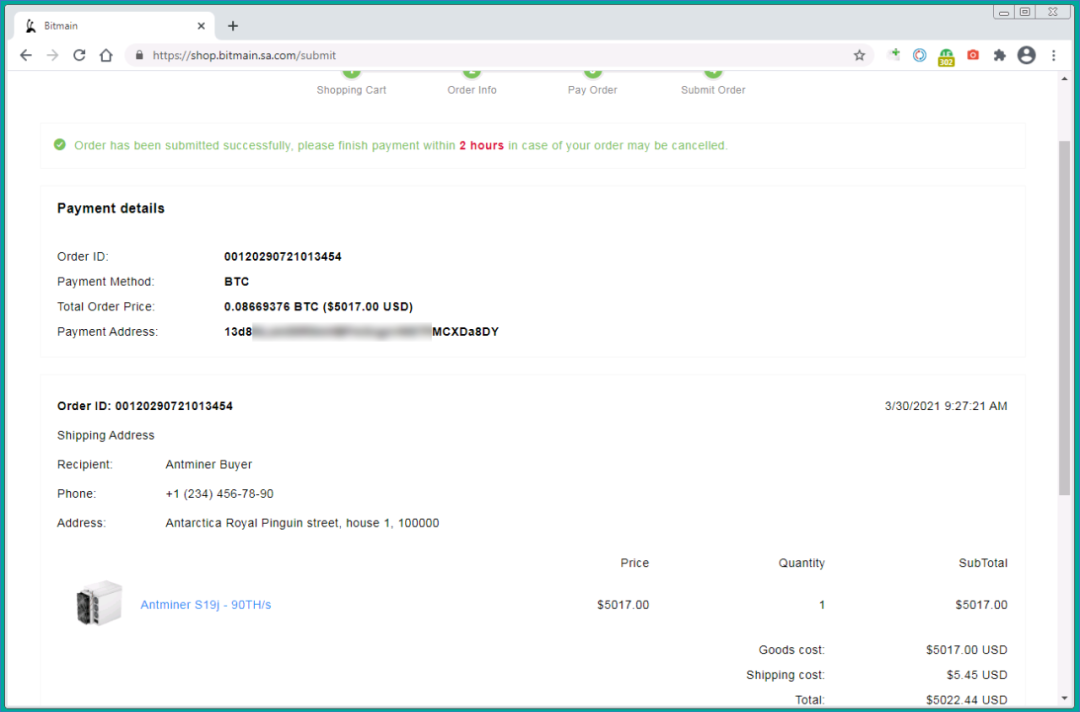 Bitmain
https://shop.bitmain.sa.com/submit
302
Shopping Cart Order Info Pay Order Submit Order
Order has been submitted successfully, please finish payment within 2 hours in case of your order may be cancelled.
Payment details
Order ID: 00120290721013454
Payment Method: BTC
Total Order Price: 0.08669376 BTC ($5017.00 USD)
Payment Address: 13d8 MCXDa8DY
Order ID: 00120290721013454 3/30/2021 9:27:21 AM
Shipping Address
Recipient: Antminer Buyer
Phone: +1 (234) 456-78-90
Address: Antarctica Royal Pinguin street, house 1, 100000
Price Quantity SubTotal
Antminer S19j - 90TH/s $5017.00 1 $5017.00
Goods cost: $5017.00 USD
Shipping cost: $5.45 USD
Total: $5022.44 USD